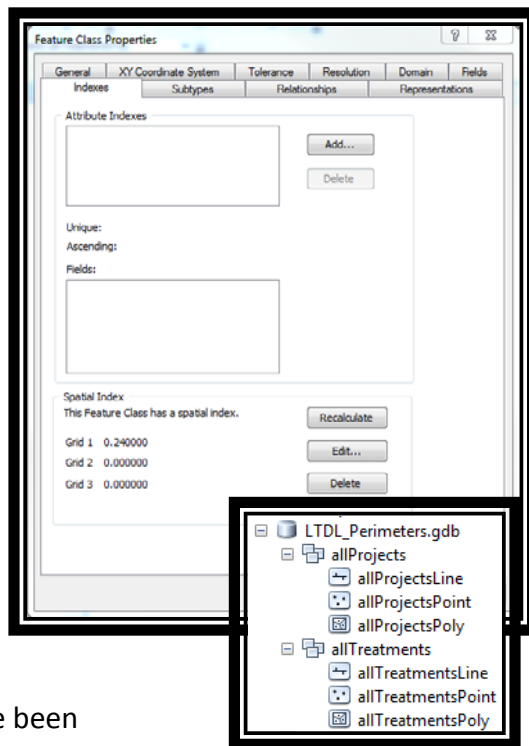 Feature Class Properties
General XY Coordinate System Tolerance Resolution Domain Fields
Indexes Subtypes Relationships Representations
Attribute Indexes
Add...
Delete
Unique:
Ascending:
Fields:
Spatial Index
This Feature Class has a spatial index.
Recalculate
Grid 1 0.240000
Edit...
Grid 2 0.000000
Grid 3 0.000000
Delete
LTDL_Perimeters.gdb
allProjects
allProjectsLine
allProjectsPoint
allProjectsPoly
allTreatments
allTreatmentsLine
allTreatmentsPoint
allTreatmentsPoly
been